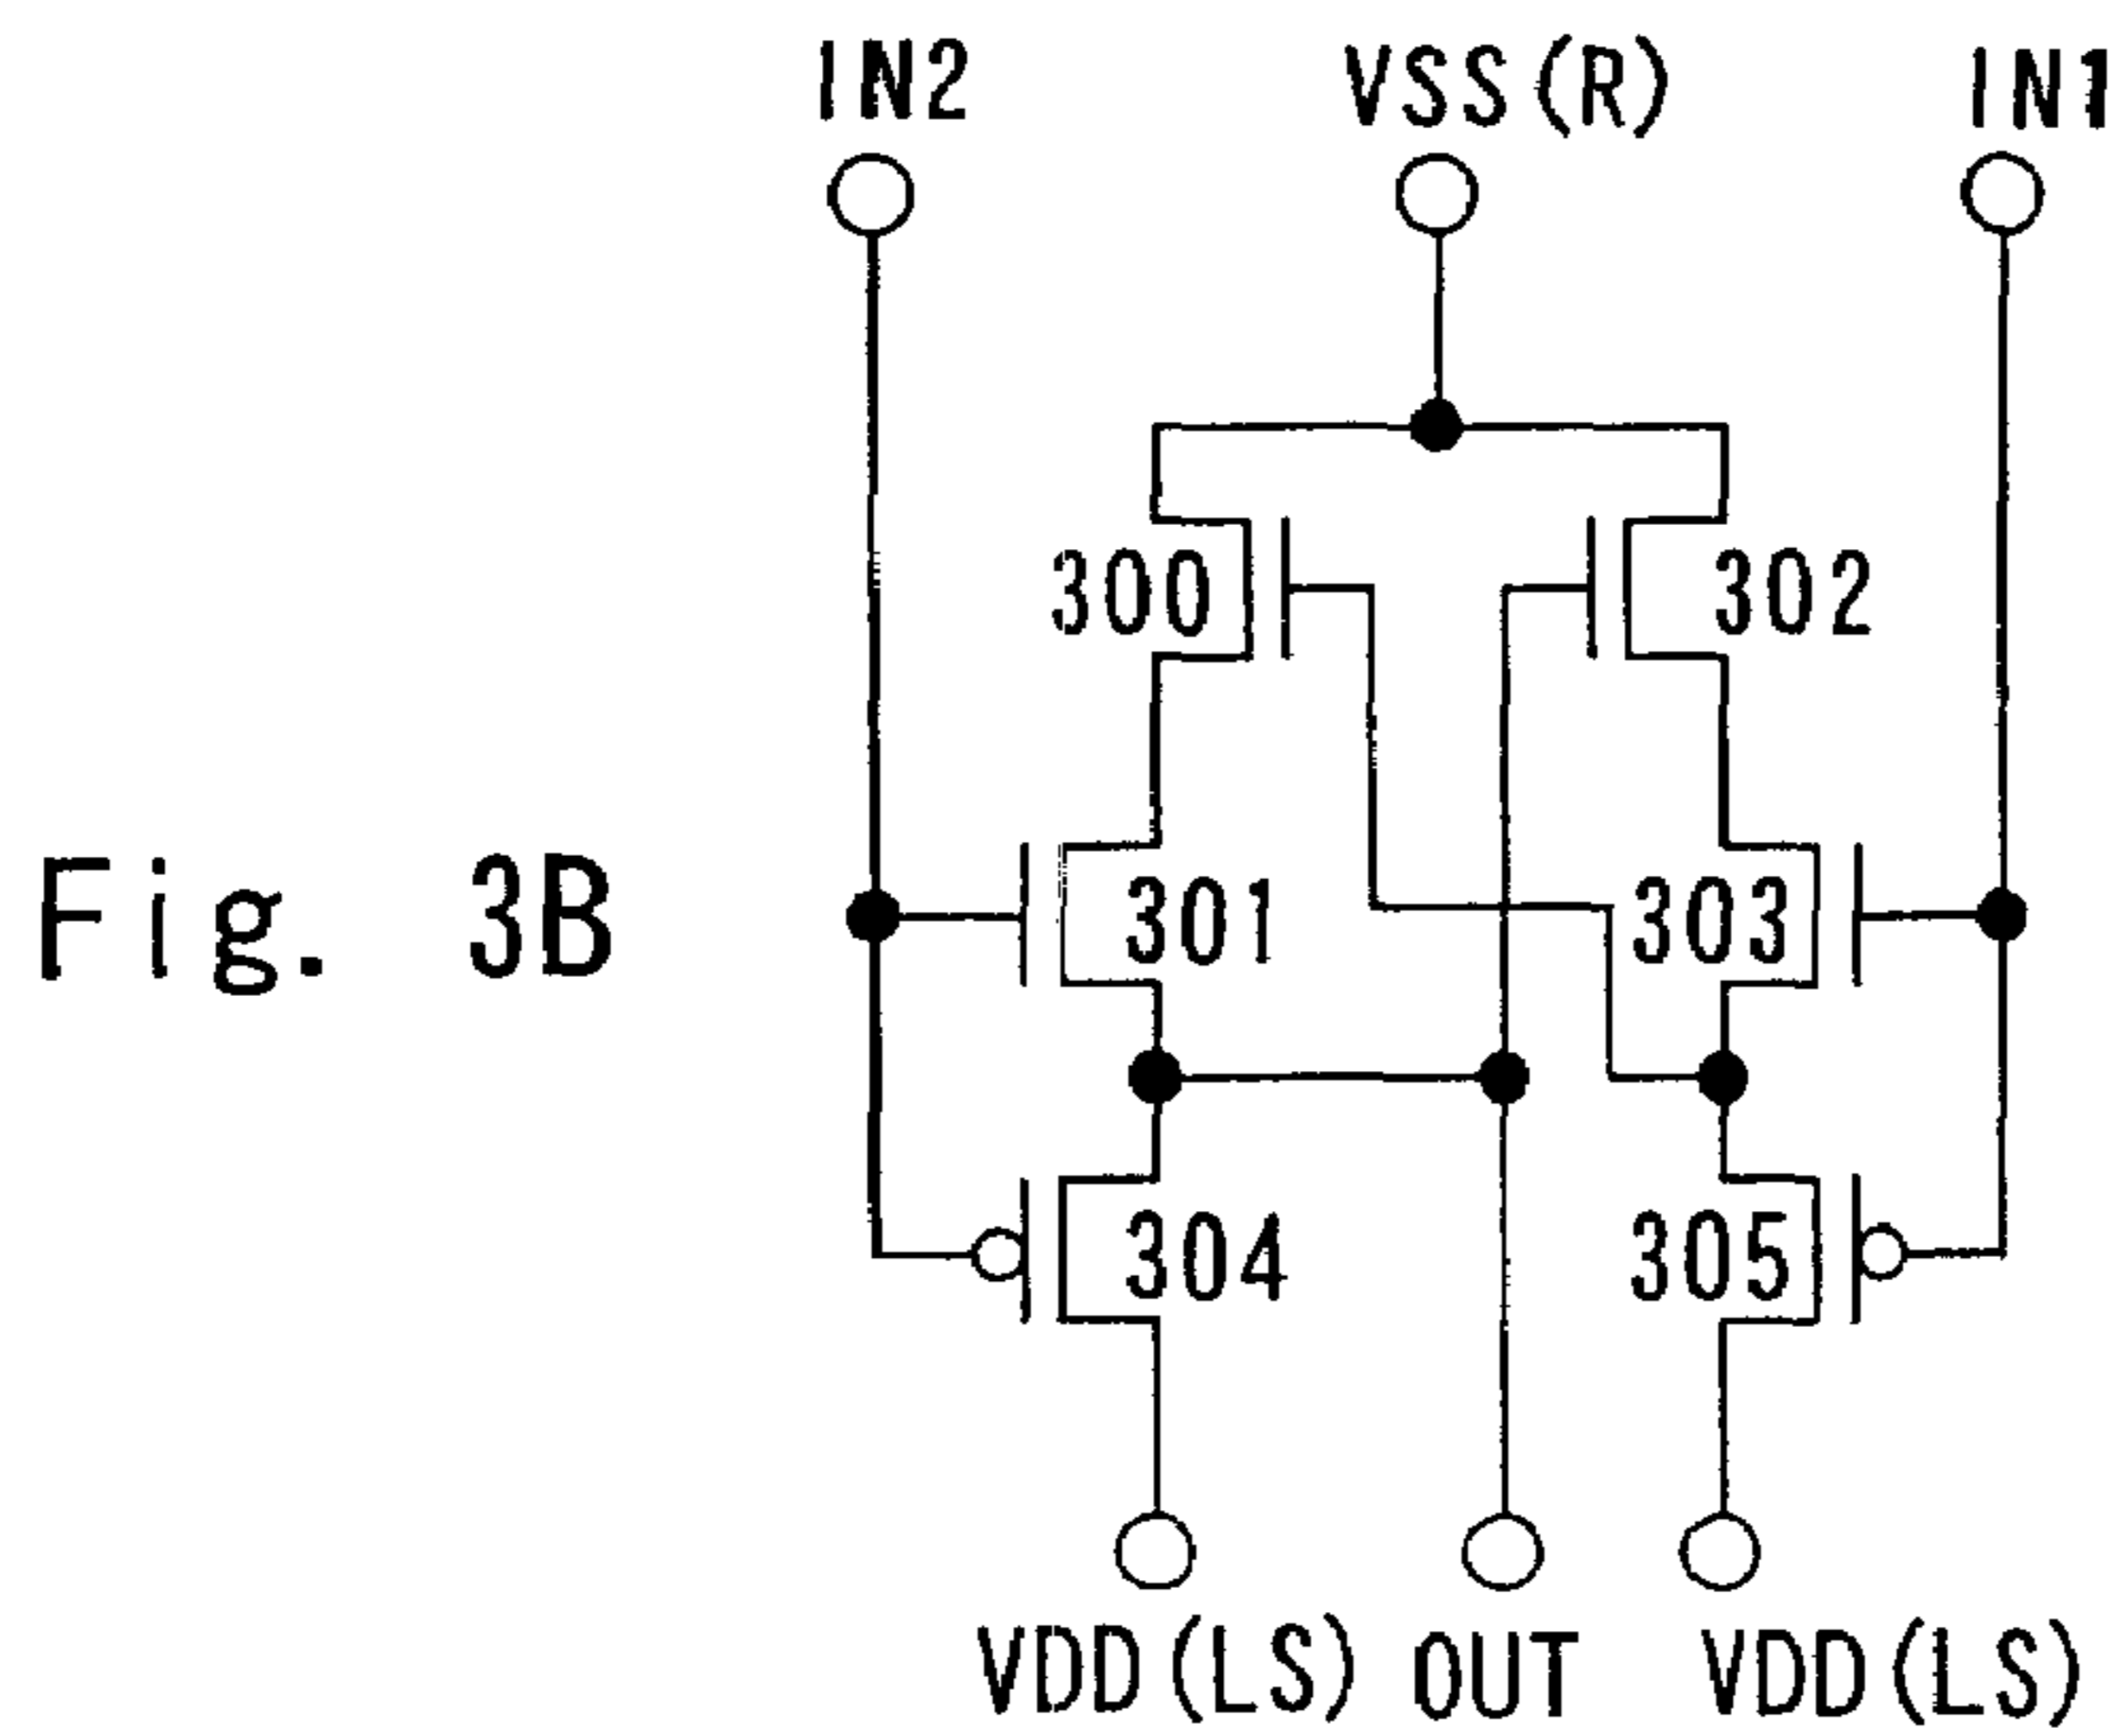 IN2 VSS(R) IN1
300 302
Fig. 3B 301 303
304 305
VDD(LS) OUT VDD(LS)